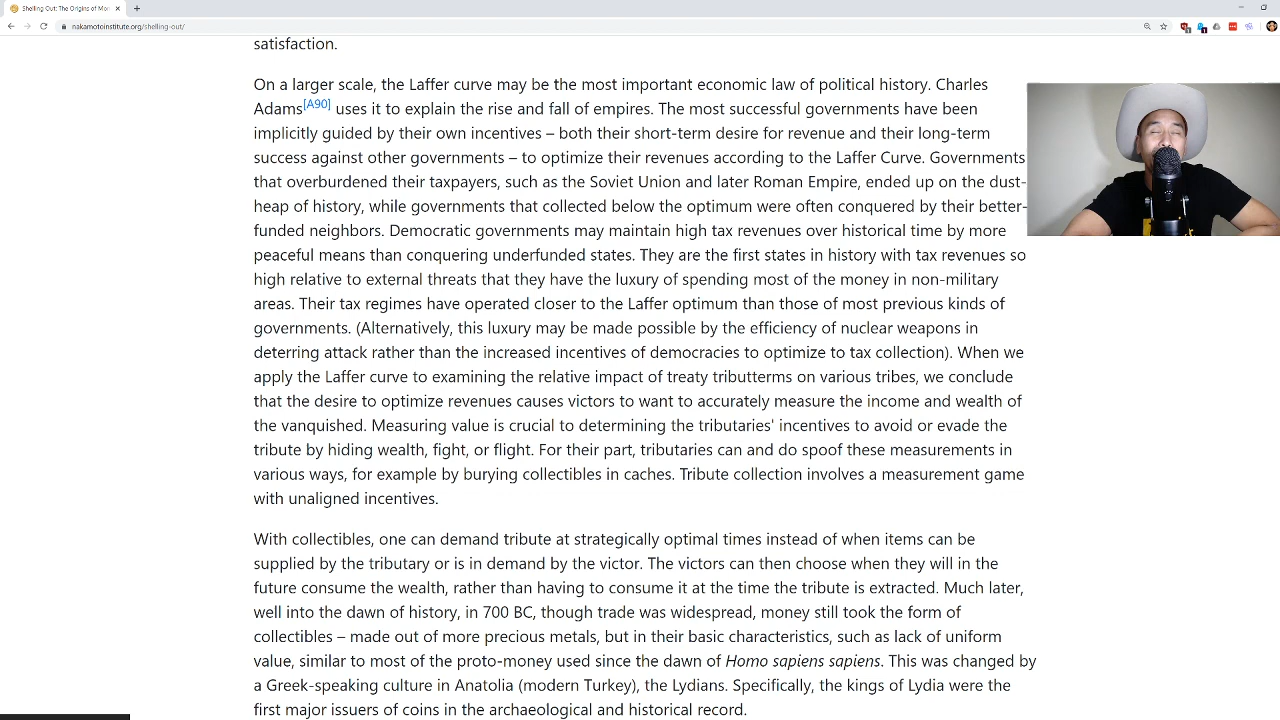 Shelling Out: The Origins of Mon
nakamotoinstitute.org/shelling-out/
satisfaction.
On a larger scale, the Laffer curve may be the most important economic law of political history. Charles
Adams[A90] uses it to explain the rise and fall of empires. The most successful governments have been
implicitly guided by their own incentives – both their short-term desire for revenue and their long-term
success against other governments – to optimize their revenues according to the Laffer Curve. Governments
that overburdened their taxpayers, such as the Soviet Union and later Roman Empire, ended up on the dust-
heap of history, while governments that collected below the optimum were often conquered by their better-
funded neighbors. Democratic governments may maintain high tax revenues over historical time by more
peaceful means than conquering underfunded states. They are the first states in history with tax revenues so
high relative to external threats that they have the luxury of spending most of the money in non-military
areas. Their tax regimes have operated closer to the Laffer optimum than those of most previous kinds of
governments. (Alternatively, this luxury may be made possible by the efficiency of nuclear weapons in
deterring attack rather than the increased incentives of democracies to optimize to tax collection). When we
apply the Laffer curve to examining the relative impact of treaty tributterms on various tribes, we conclude
that the desire to optimize revenues causes victors to want to accurately measure the income and wealth of
the vanquished. Measuring value is crucial to determining the tributaries' incentives to avoid or evade the
tribute by hiding wealth, fight, or flight. For their part, tributaries can and do spoof these measurements in
various ways, for example by burying collectibles in caches. Tribute collection involves a measurement game
with unaligned incentives.
With collectibles, one can demand tribute at strategically optimal times instead of when items can be
supplied by the tributary or is in demand by the victor. The victors can then choose when they will in the
future consume the wealth, rather than having to consume it at the time the tribute is extracted. Much later,
well into the dawn of history, in 700 BC, though trade was widespread, money still took the form of
collectibles – made out of more precious metals, but in their basic characteristics, such as lack of uniform
value, similar to most of the proto-money used since the dawn of Homo sapiens sapiens. This was changed by
a Greek-speaking culture in Anatolia (modern Turkey), the Lydians. Specifically, the kings of Lydia were the
first major issuers of coins in the archaeological and historical record.